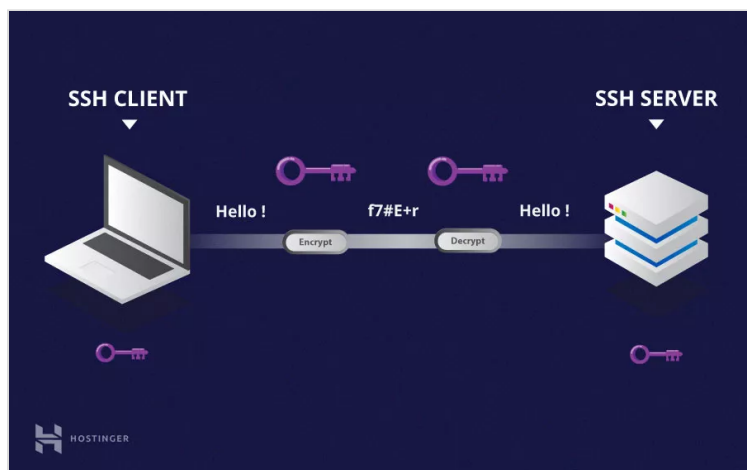 SSH CLIENT
SSH SERVER
Hello !
f7#E+r
Hello !
Encrypt
Decrypt
HOSTINGER